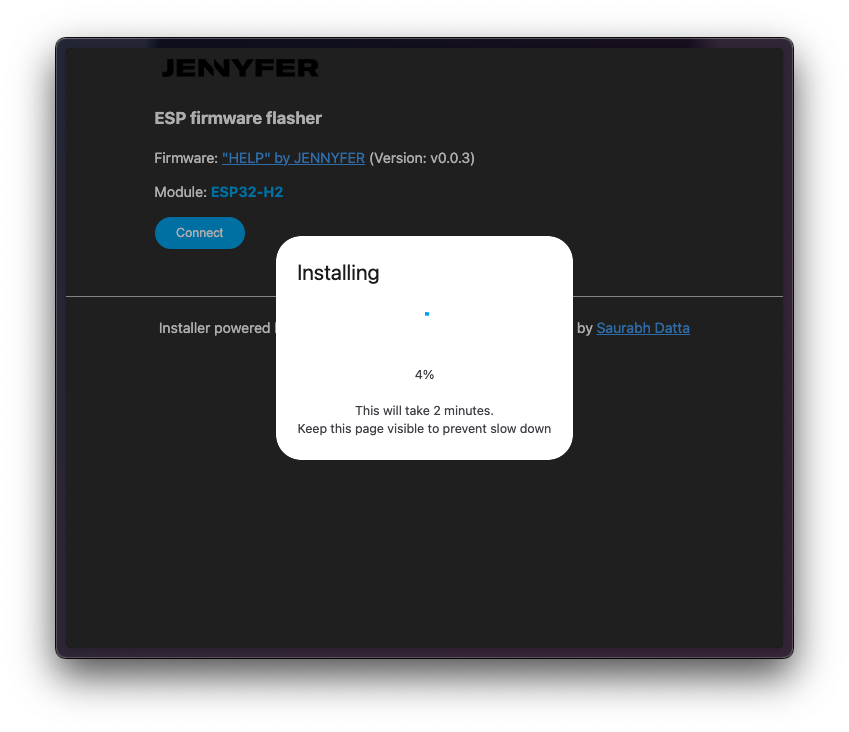 JENNYFER
ESP firmware flasher
Firmware: "HELP" by JENNYFER (Version: v0.0.3)
Module: ESP32-H2
Connect
Installing
4%
This will take 2 minutes.
Keep this page visible to prevent slow down
Installer powered by Saurabh Datta